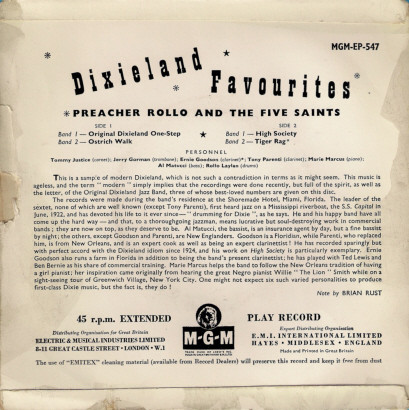 MGM-EP-547
Dixieland Favourites
PREACHER ROLLO AND THE FIVE SAINTS
SIDE 1
Band 1 — Original Dixieland One-Step
Band 2 — Ostrich Walk
SIDE 2
Band 1 — High Society
Band 2 — Tiger Rag*
PERSONNEL
Tommy Justice (cornet); Jerry Gorman (trombone); Ernie Goodson (clarinet)*; Tony Parenti (clarinet); Marie Marcus (piano);
Al Matucci (bass); Rollo Laylan (drums)
This is a sample of modern Dixieland, which is not such a contradiction in terms as it might seem. This music is
ageless, and the term " modern " simply implies that the recordings were done recently, but full of the spirit, as well as
the letter, of the Original Dixieland Jazz Band, three of whose best-loved numbers are given on this disc.
The records were made during the band's residence at the Shoremede Hotel, Miami, Florida. The leader of the
sextet, none of which are well known (except Tony Parenti), first heard jazz on a Mississippi riverboat, the S.S. Capitol in
June, 1922, and has devoted his life to it ever since—" drumming for Dixie ", as he says. He and his happy band have all
come up the hard way — and that, to a thoroughgoing jazzman, means lucrative but soul-destroying work in commercial
bands; they are now on top, as they deserve to be. Al Matucci, the bassist, is an insurance agent by day, but a fine bassist
by night; the others, except Goodson and Parenti, are New Englanders. Goodson is a Floridian, while Parenti, who replaced
him, is from New Orleans, and is an expert cook as well as being an expert clarinettist! He has recorded sparingly but
with perfect accord with the Dixieland idiom since 1924, and his work on High Society is particularly exemplary. Ernie
Goodson also runs a farm in Florida in addition to being the band's present clarinettist; he has played with Ted Lewis and
Ben Bernie as his share of commercial training. Marie Marcus helps the band to follow the New Orleans tradition of having
a girl pianist; her inspiration came originally from hearing the great Negro pianist Willie " The Lion " Smith while on a
sight-seeing tour of Greenwich Village, New York City. One might not expect six such varied personalities to produce
first-class Dixie music, but the fact is, they do!
Note by BRIAN RUST
45 r.p.m. EXTENDED PLAY RECORD
Distributing Organisation for Great Britain
ELECTRIC & MUSICAL INDUSTRIES LIMITED
8-11 GREAT CASTLE STREET • LONDON • W.1
M-G-M
Export Distributing Organisation
E.M.I. INTERNATIONAL LIMITED
HAYES • MIDDLESEX • ENGLAND
Made and Printed in Great Britain
The use of "EMITEX" cleaning material (available from Record Dealers) will preserve this record and keep it free from dust